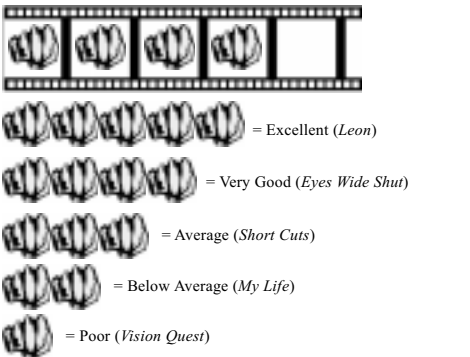 = Excellent (Leon)
= Very Good (Eyes Wide Shut)
= Average (Short Cuts)
= Below Average (My Life)
= Poor (Vision Quest)